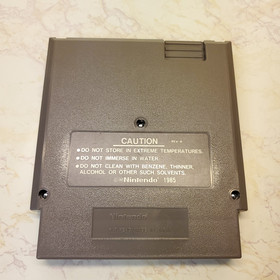 CAUTION
●DO NOT STORE IN EXTREME TEMPERATURES.
●DO NOT IMMERSE IN WATER.
●DO NOT CLEAN WITH BENZENE, THINNER,
ALCOHOL OR OTHER SUCH SOLVENTS.
Nintendo 1985